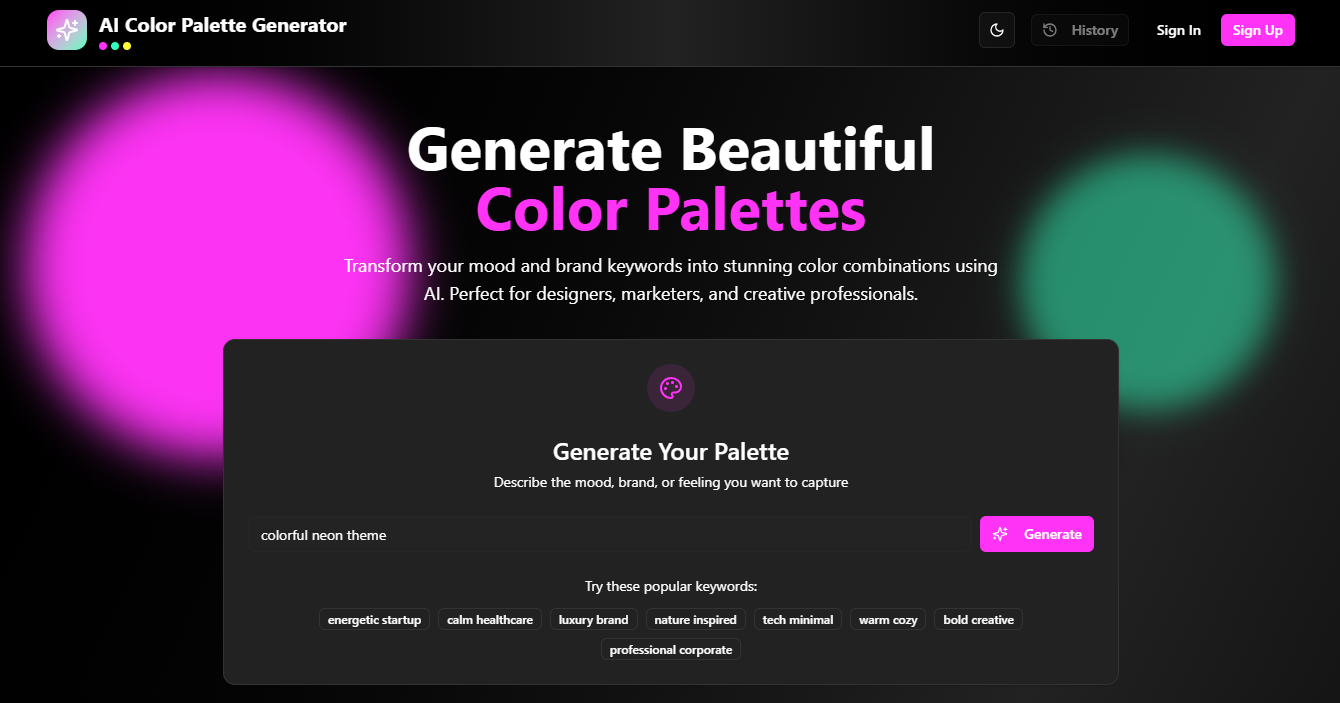 AI Color Palette Generator
History
Sign In
Sign Up
Generate Beautiful
Color Palettes
Transform your mood and brand keywords into stunning color combinations using
AI. Perfect for designers, marketers, and creative professionals.
Generate Your Palette
Describe the mood, brand, or feeling you want to capture
colorful neon theme
Generate
Try these popular keywords:
energetic startup
calm healthcare
luxury brand
nature inspired
tech minimal
warm cozy
bold creative
professional corporate